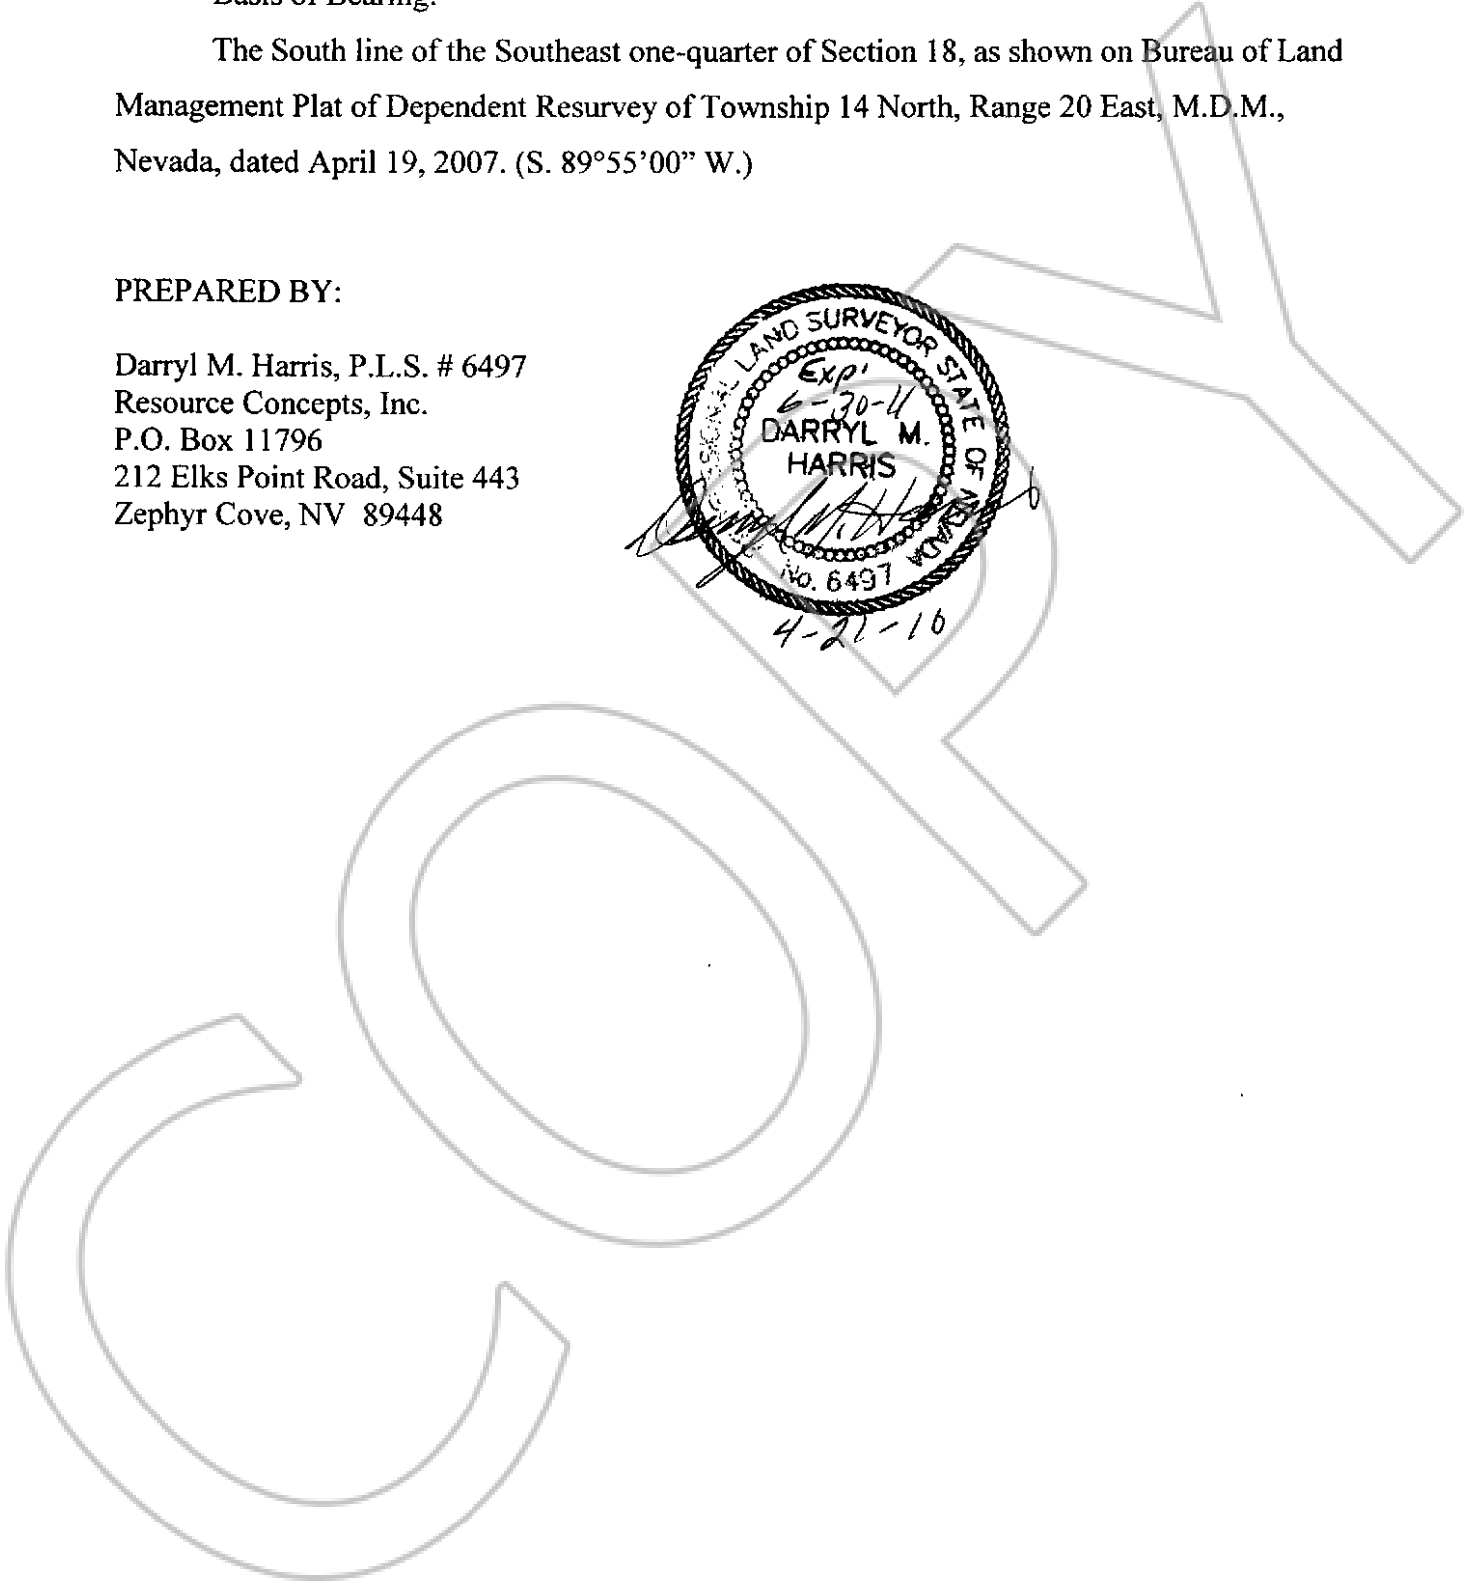 Basis of Bearing:
The South line of the Southeast one-quarter of Section 18, as shown on Bureau of Land
Management Plat of Dependent Resurvey of Township 14 North, Range 20 East, M.D.M.,
Nevada, dated April 19, 2007. (S. 89°55’00” W.)
PREPARED BY:
Darryl M. Harris, P.L.S. # 6497
Resource Concepts, Inc.
P.O. Box 11796
212 Elks Point Road, Suite 443
Zephyr Cove, NV 89448
LAND SURVEYOR STATE OF NEVADA
Exp:
6-30-11
DARRYL M.
HARRIS
No. 6497
4-21-10
COPY